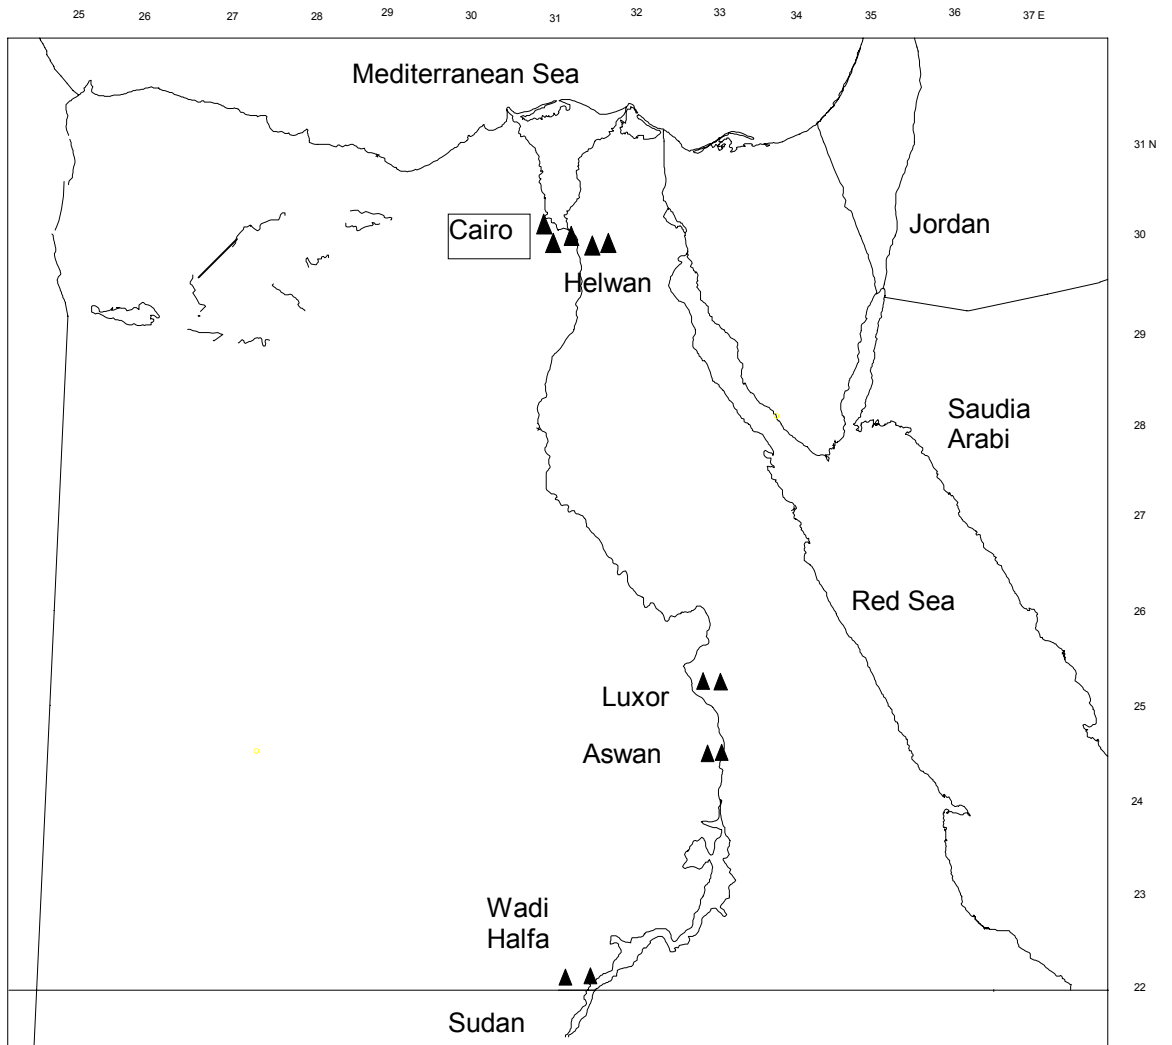 25 26 27 28 29 30 31 32 33 34 35 36 37 E
Mediterranean Sea
31 N
Jordan
Cairo
30
Helwan
29
Saudia
Arabi
28
27
Red Sea
26
Luxor
25
Aswan
24
Wadi
Halfa
23
22
Sudan